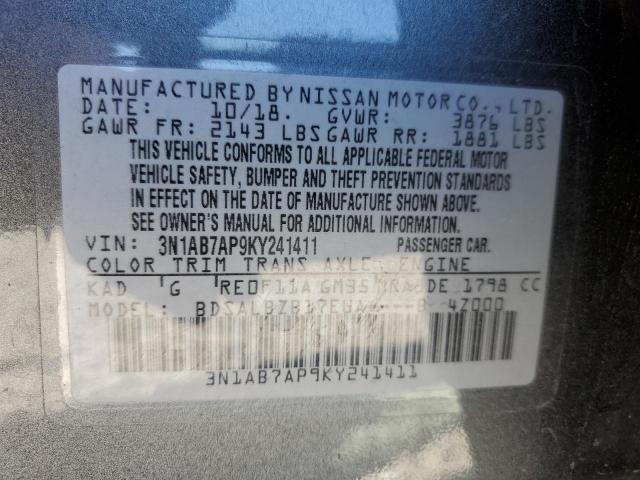 MANUFACTURED BY NISSAN MOTOR CO., LTD.
DATE: 10/18. GVWR: 3876 LBS
GAWR FR: 2143 LBS GAWR RR: 1881 LBS
THIS VEHICLE CONFORMS TO ALL APPLICABLE FEDERAL MOTOR
VEHICLE SAFETY, BUMPER AND THEFT PREVENTION STANDARDS
IN EFFECT ON THE DATE OF MANUFACTURE SHOWN ABOVE.
SEE OWNER'S MANUAL FOR ADDITIONAL INFORMATION.
VIN: 3N1AB7AP9KY241411 PASSENGER CAR.
COLOR TRIM TRANS AXLE ENGINE
KAD G RE0F11A GM35 MRA8DE 1798 CC
MODEL: 4Z000
3N1AB7AP9KY241411